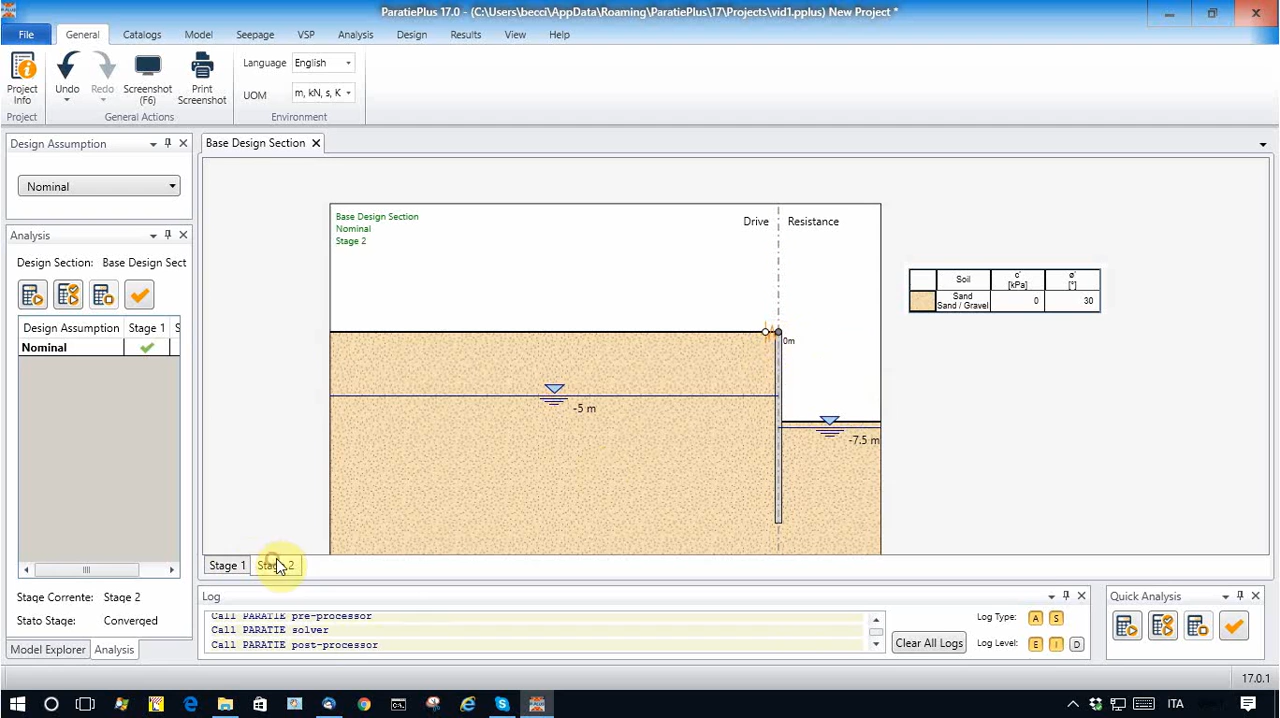 ParatiePlus 17.0 - (C:\Users\becci\AppData\Roaming\ParatiePlus\17\Projects\vid1.pplus) New Project *
File General Catalogs Model Seepage VSP Analysis Design Results View Help
Project Info
Undo
Redo
Screenshot (F6)
Print Screenshot
Language English
UOM m, kN, s, K
Project General Actions Environment
Design Assumption
Nominal
Analysis
Design Section: Base Design Sect
Design Assumption Stage 1 S
Nominal
Stage Corrente: Stage 2
Stato Stage: Converged
Model Explorer Analysis
Base Design Section
Base Design Section
Nominal
Stage 2
Drive Resistance
0m
-5 m
-7.5 m
Soil c' [kPa] ø' [°]
Sand
Sand / Gravel 0 30
Stage 1
Log
Call PARATIE pre-processor
Call PARATIE solver
Call PARATIE post-processor
Clear All Logs
Log Type: A S
Log Level: E I D
Quick Analysis
17.0.1
ITA